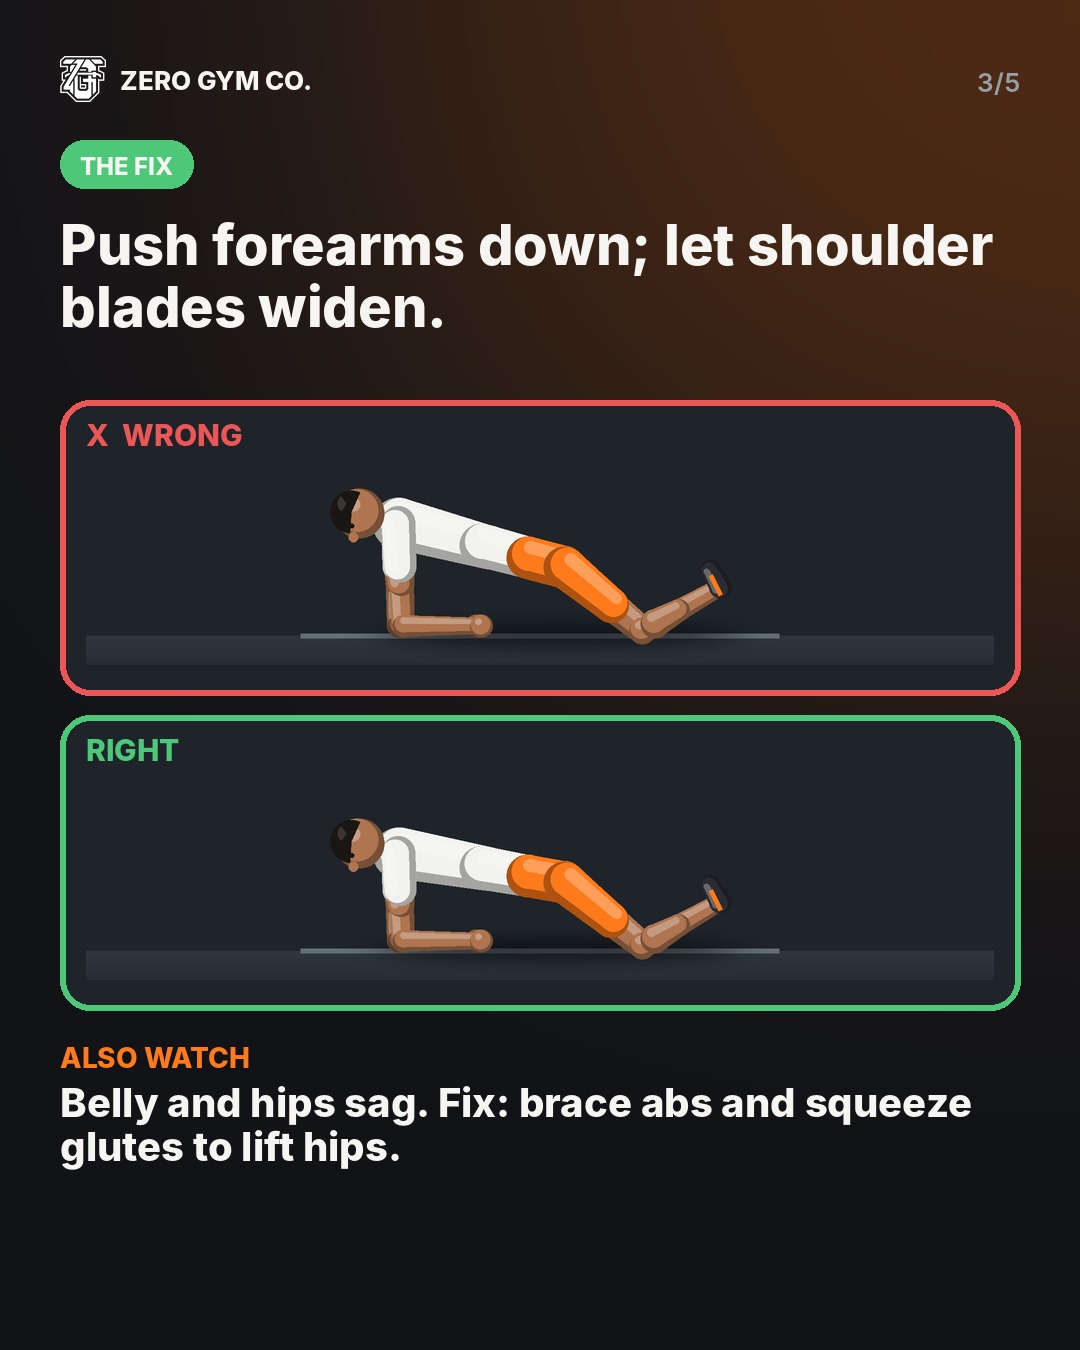 ZERO GYM CO.
3/5
THE FIX
Push forearms down; let shoulder
blades widen.
X WRONG
RIGHT
ALSO WATCH
Belly and hips sag. Fix: brace abs and squeeze
glutes to lift hips.